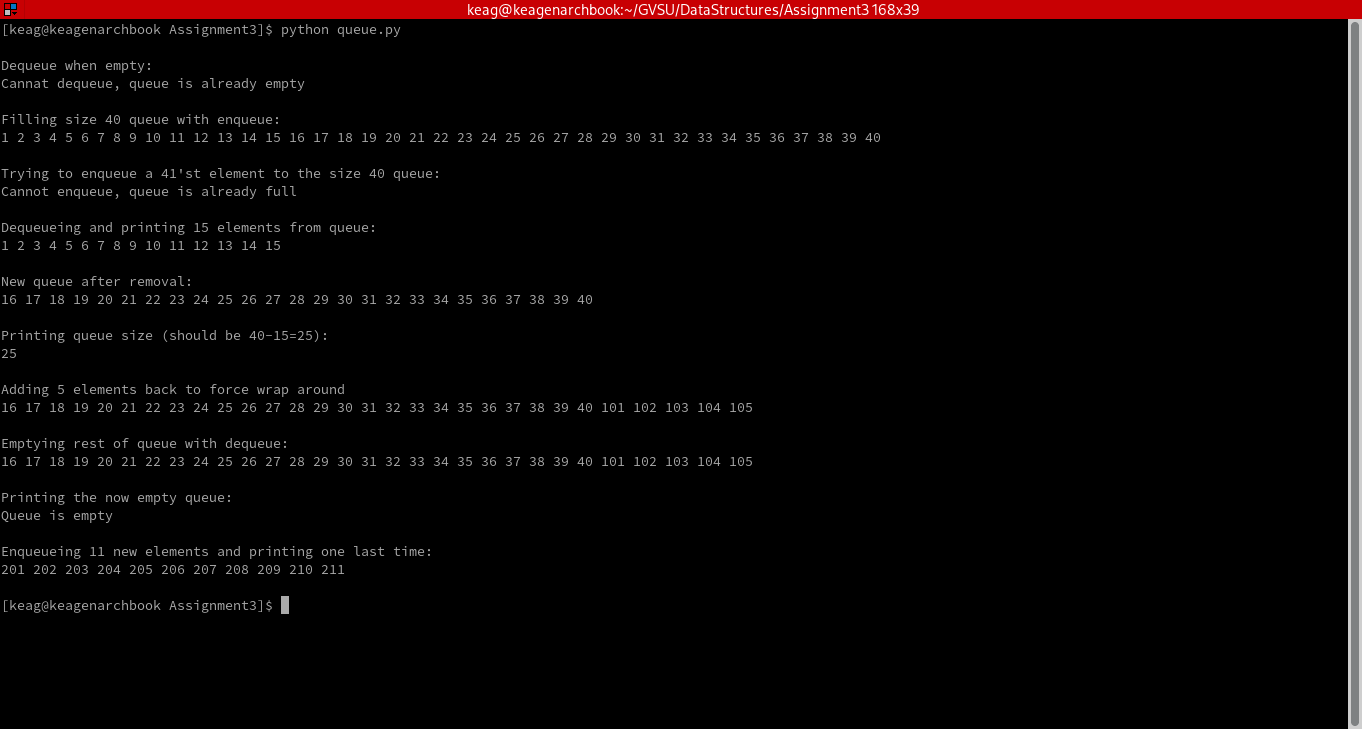 keag@keagenarchbook:~/GVSU/DataStructures/Assignment3 168x39
[keag@keagenarchbook Assignment3]$ python queue.py
Dequeue when empty:
Cannat dequeue, queue is already empty
Filling size 40 queue with enqueue:
1 2 3 4 5 6 7 8 9 10 11 12 13 14 15 16 17 18 19 20 21 22 23 24 25 26 27 28 29 30 31 32 33 34 35 36 37 38 39 40
Trying to enqueue a 41'st element to the size 40 queue:
Cannot enqueue, queue is already full
Dequeueing and printing 15 elements from queue:
1 2 3 4 5 6 7 8 9 10 11 12 13 14 15
New queue after removal:
16 17 18 19 20 21 22 23 24 25 26 27 28 29 30 31 32 33 34 35 36 37 38 39 40
Printing queue size (should be 40-15=25):
25
Adding 5 elements back to force wrap around
16 17 18 19 20 21 22 23 24 25 26 27 28 29 30 31 32 33 34 35 36 37 38 39 40 101 102 103 104 105
Emptying rest of queue with dequeue:
16 17 18 19 20 21 22 23 24 25 26 27 28 29 30 31 32 33 34 35 36 37 38 39 40 101 102 103 104 105
Printing the now empty queue:
Queue is empty
Enqueueing 11 new elements and printing one last time:
201 202 203 204 205 206 207 208 209 210 211
[keag@keagenarchbook Assignment3]$